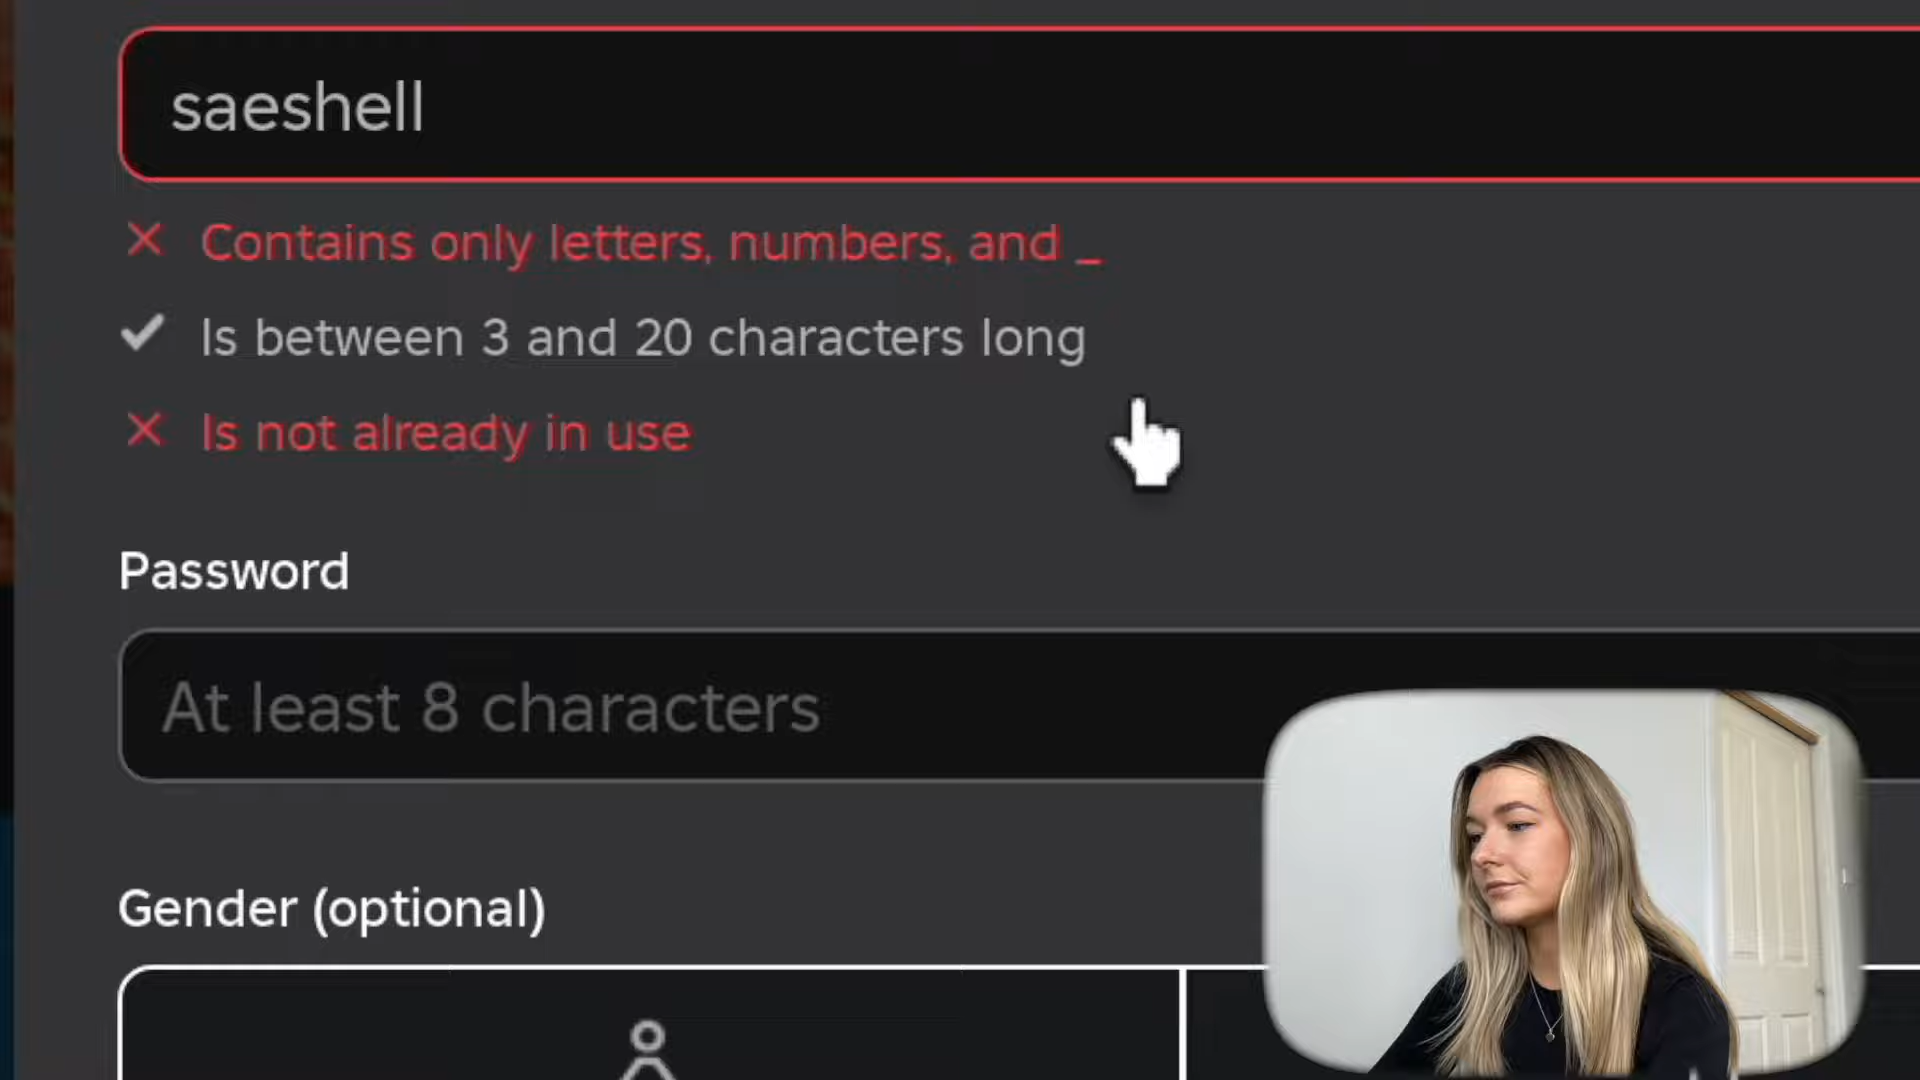 saeshell
Contains only letters, numbers, and _
Is between 3 and 20 characters long
Is not already in use
Password
At least 8 characters
Gender (optional)